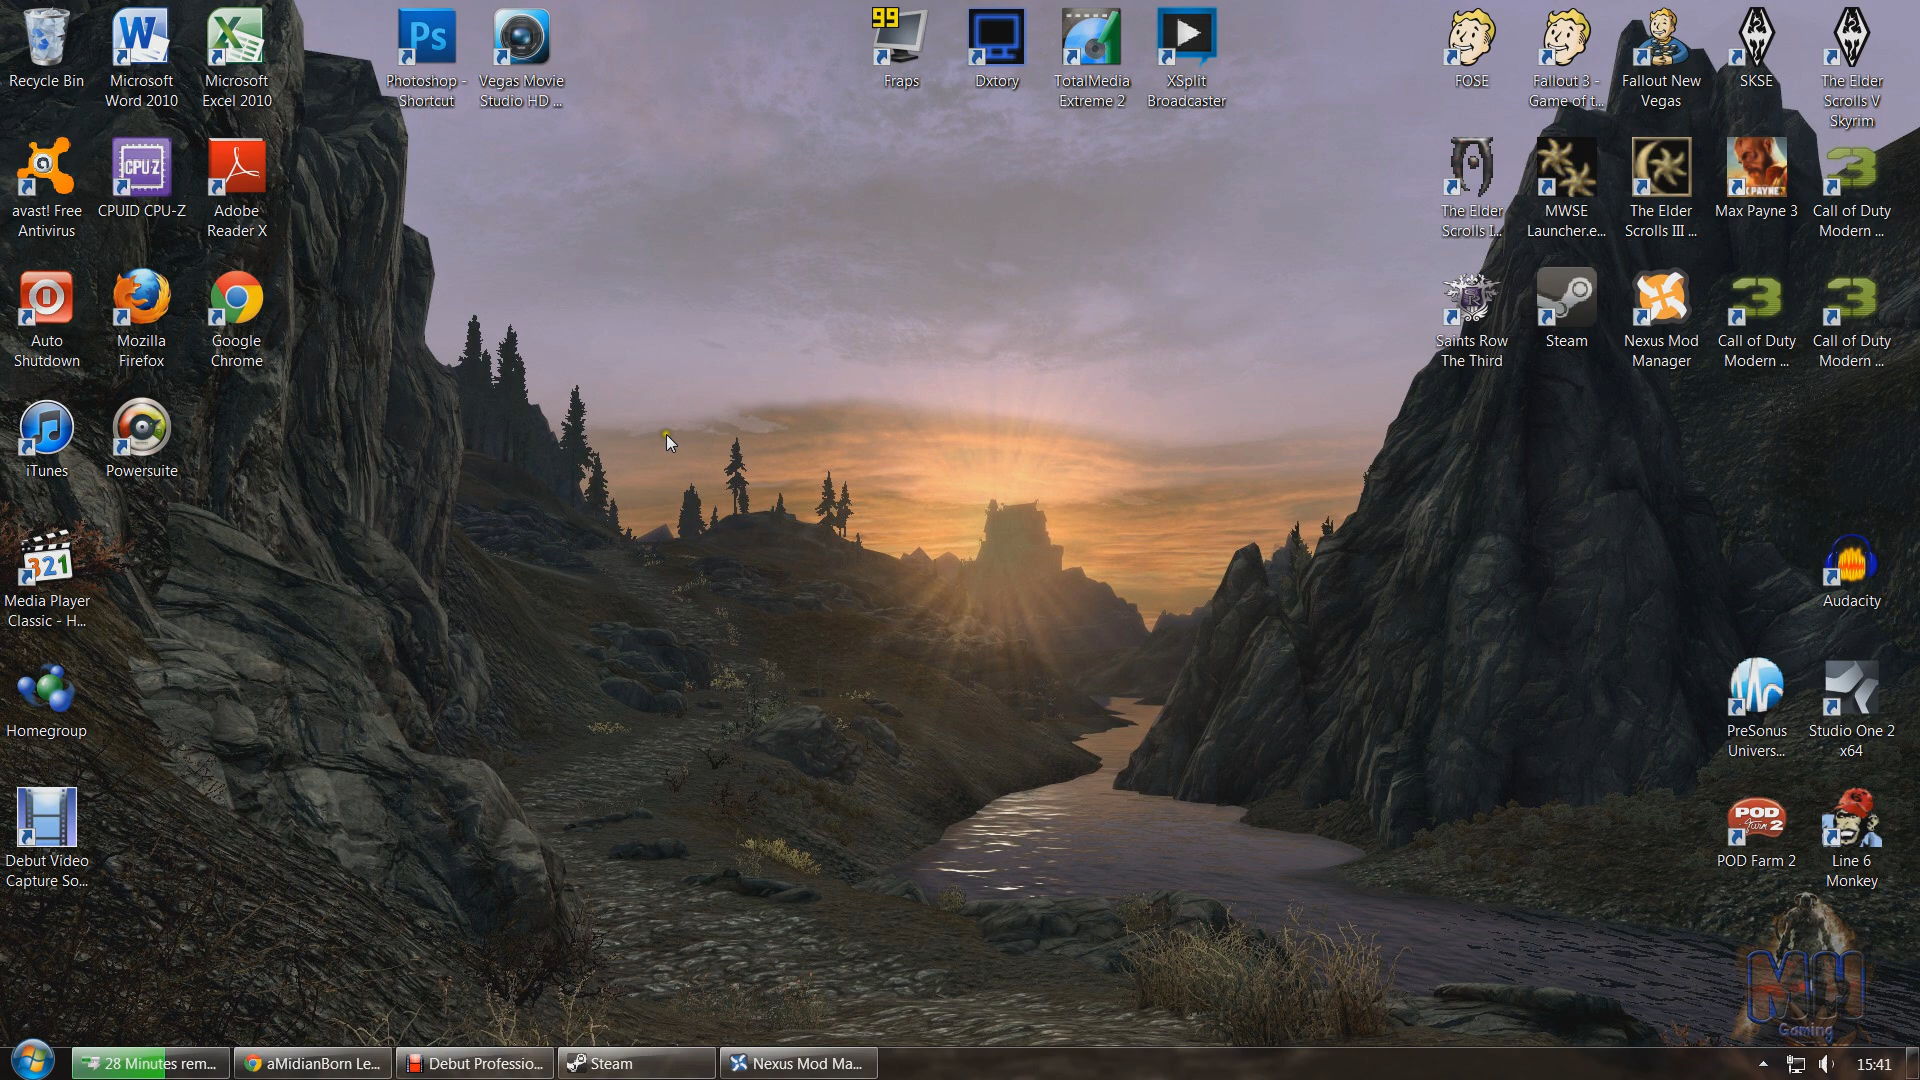 Recycle Bin
Microsoft
Word 2010
Microsoft
Excel 2010
Photoshop -
Shortcut
Vegas Movie
Studio HD ...
99
Fraps
Dxtory
TotalMedia
Extreme 2
XSplit
Broadcaster
FOSE
Fallout 3 -
Game of t...
Fallout New
Vegas
SKSE
The Elder
Scrolls V
Skyrim
avast! Free
Antivirus
CPU-Z
CPUID CPU-Z
Adobe
Reader X
The Elder
Scrolls I...
MWSE
Launcher.e...
The Elder
Scrolls III ...
Max Payne 3
Call of Duty
Modern ...
Auto
Shutdown
Mozilla
Firefox
Google
Chrome
Saints Row
The Third
Steam
Nexus Mod
Manager
Call of Duty
Modern ...
Call of Duty
Modern ...
iTunes
Powersuite
321
Media Player
Classic - H...
Audacity
Homegroup
PreSonus
Univers...
Studio One 2
x64
Debut Video
Capture So...
POD
Farm 2
POD Farm 2
Line 6
Monkey
MH
Gaming
28 Minutes rem...
aMidianBorn Le...
Debut Professio...
Steam
Nexus Mod Ma...
15:41